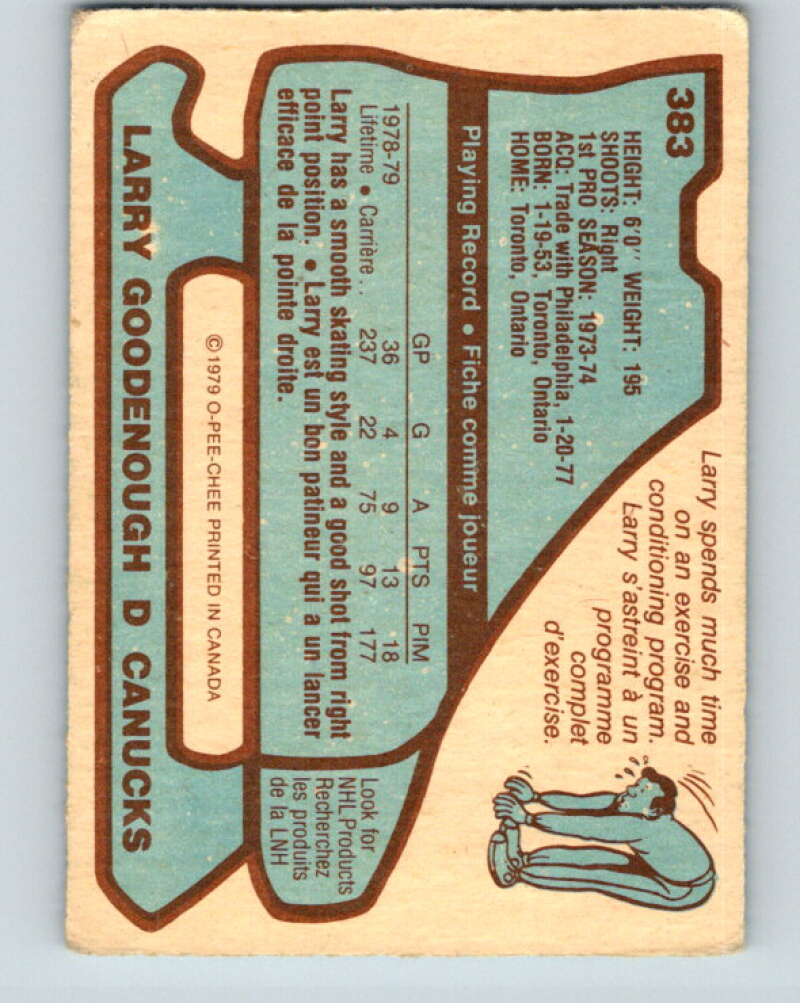 383
HEIGHT: 6'0" WEIGHT: 195
SHOOTS: Right
1st PRO SEASON: 1973-74
ACQ: Trade with Philadelphia, 1-20-77
BORN: 1-19-53, Toronto, Ontario
HOME: Toronto, Ontario
Larry spends much time
on an exercise and
conditioning program.
Larry s'astreint à un
programme
complet
d'exercise.
Playing Record • Fiche comme joueur
GP G A PTS PIM
1978-79 36 4 9 13 18
Lifetime • Carrière .. 237 22 75 97 177
Larry has a smooth skating style and a good shot from right
point position. • Larry est un bon patineur qui a un lancer
efficace de la pointe droite.
Look for
NHL Products
Recherchez
les produits
de la LNH
©1979 O-PEE-CHEE PRINTED IN CANADA
LARRY GOODENOUGH D CANUCKS